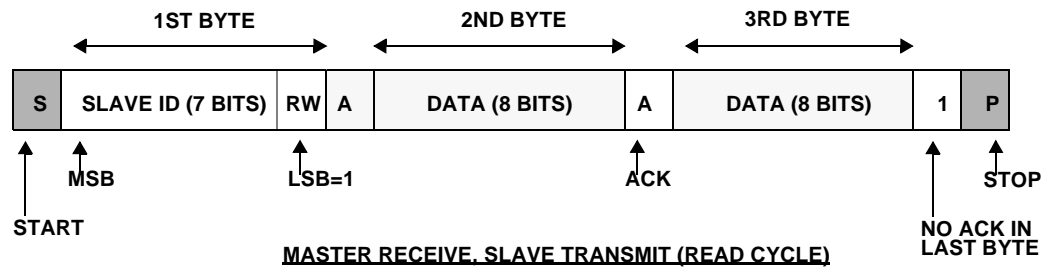 1ST BYTE 2ND BYTE 3RD BYTE
S SLAVE ID (7 BITS) RW A DATA (8 BITS) A DATA (8 BITS) 1 P
MSB LSB=1 ACK STOP
START NO ACK IN
LAST BYTE
MASTER RECEIVE, SLAVE TRANSMIT (READ CYCLE)